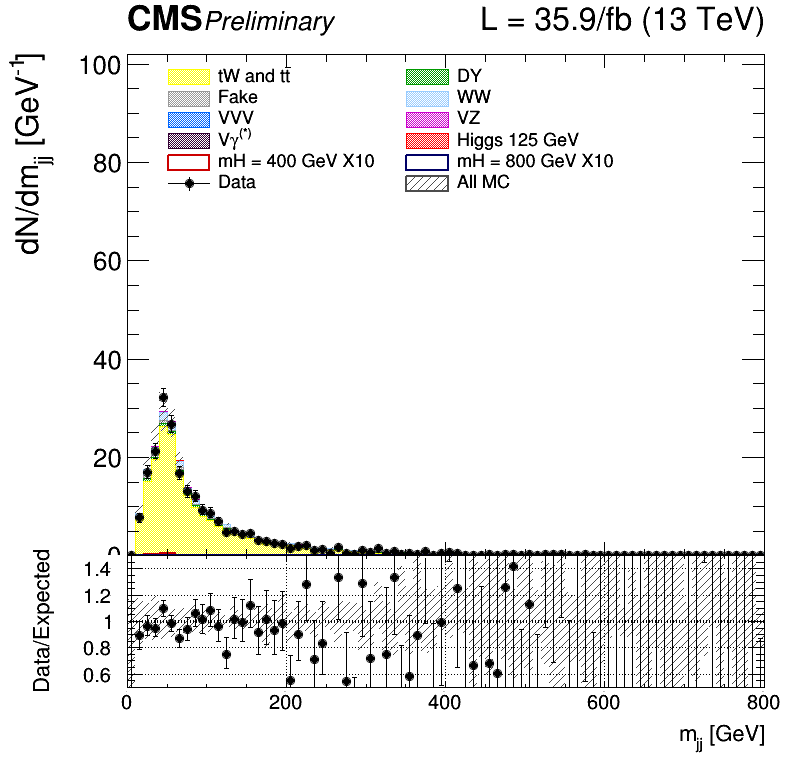 CMS Preliminary L = 35.9/fb (13 TeV)
dN/dm_jj [GeV^-1]
100
80
60
40
20
0
tW and tt̄ DY
Fake WW
VVV VZ
Vγ^(*) Higgs 125 GeV
mH = 400 GeV X10 mH = 800 GeV X10
Data All MC
Data/Expected
1.4
1.2
1
0.8
0.6
0 200 400 600 800
m_jj [GeV]